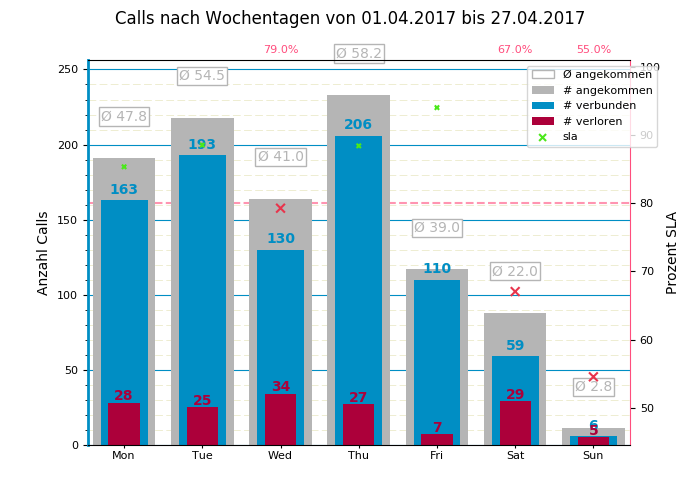 Calls nach Wochentagen von 01.04.2017 bis 27.04.2017
79.0% 67.0% 55.0%
Ø 58.2
250 100
Ø angekommen
Ø 54.5
# angekommen
# verbunden
Ø 47.8
# verloren
193 206 90
sla
200
Ø 41.0
163
150 80
Ø 39.0
130
110
Ø 22.0
100 70
59
60
50
Ø 2.8
28 25 34 27 29
50
7 6
5
0
Mon Tue Wed Thu Fri Sat Sun
Anzahl Calls
Prozent SLA